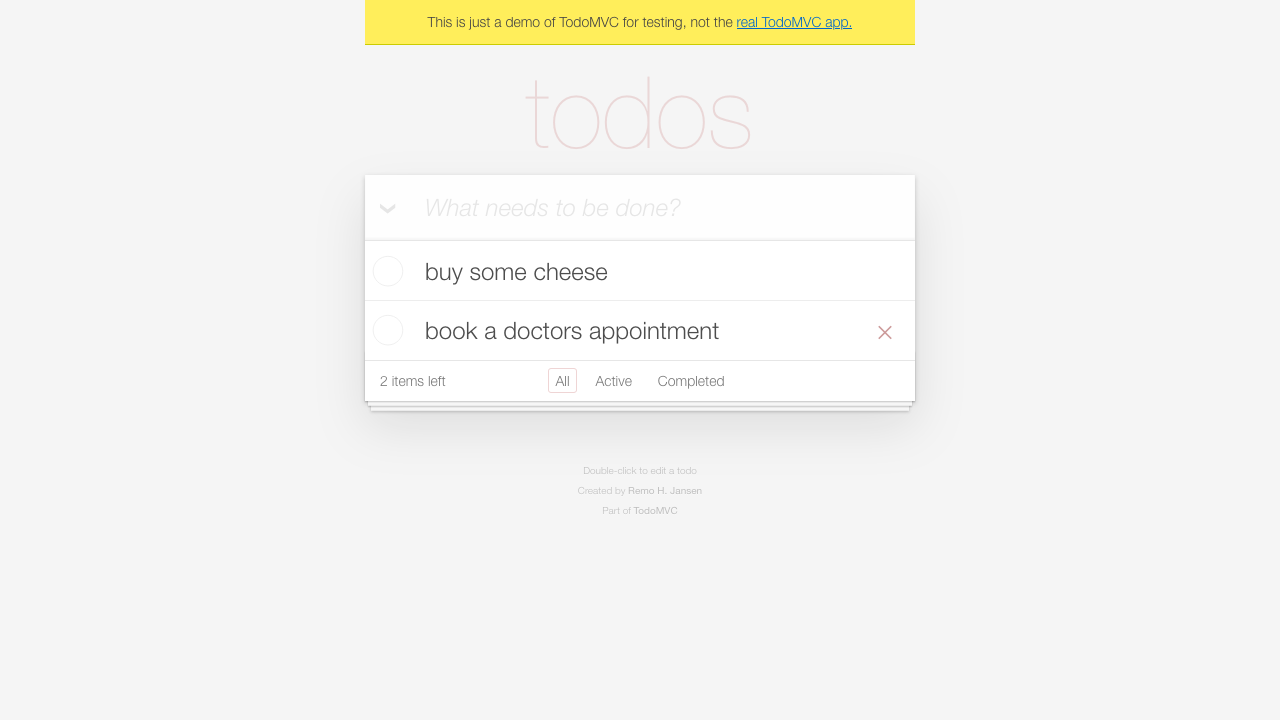 This is just a demo of TodoMVC for testing, not the real TodoMVC app.
todos
What needs to be done?
buy some cheese
book a doctors appointment
2 items left All Active Completed
Double-click to edit a todo
Created by Remo H. Jansen
Part of TodoMVC